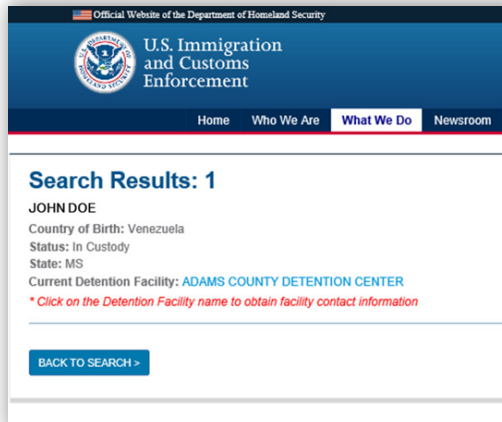 Official Website of the Department of Homeland Security
U.S. Immigration
and Customs
Enforcement
Home Who We Are What We Do Newsroom
Search Results: 1
JOHN DOE
Country of Birth: Venezuela
Status: In Custody
State: MS
Current Detention Facility: ADAMS COUNTY DETENTION CENTER
* Click on the Detention Facility name to obtain facility contact information
BACK TO SEARCH >